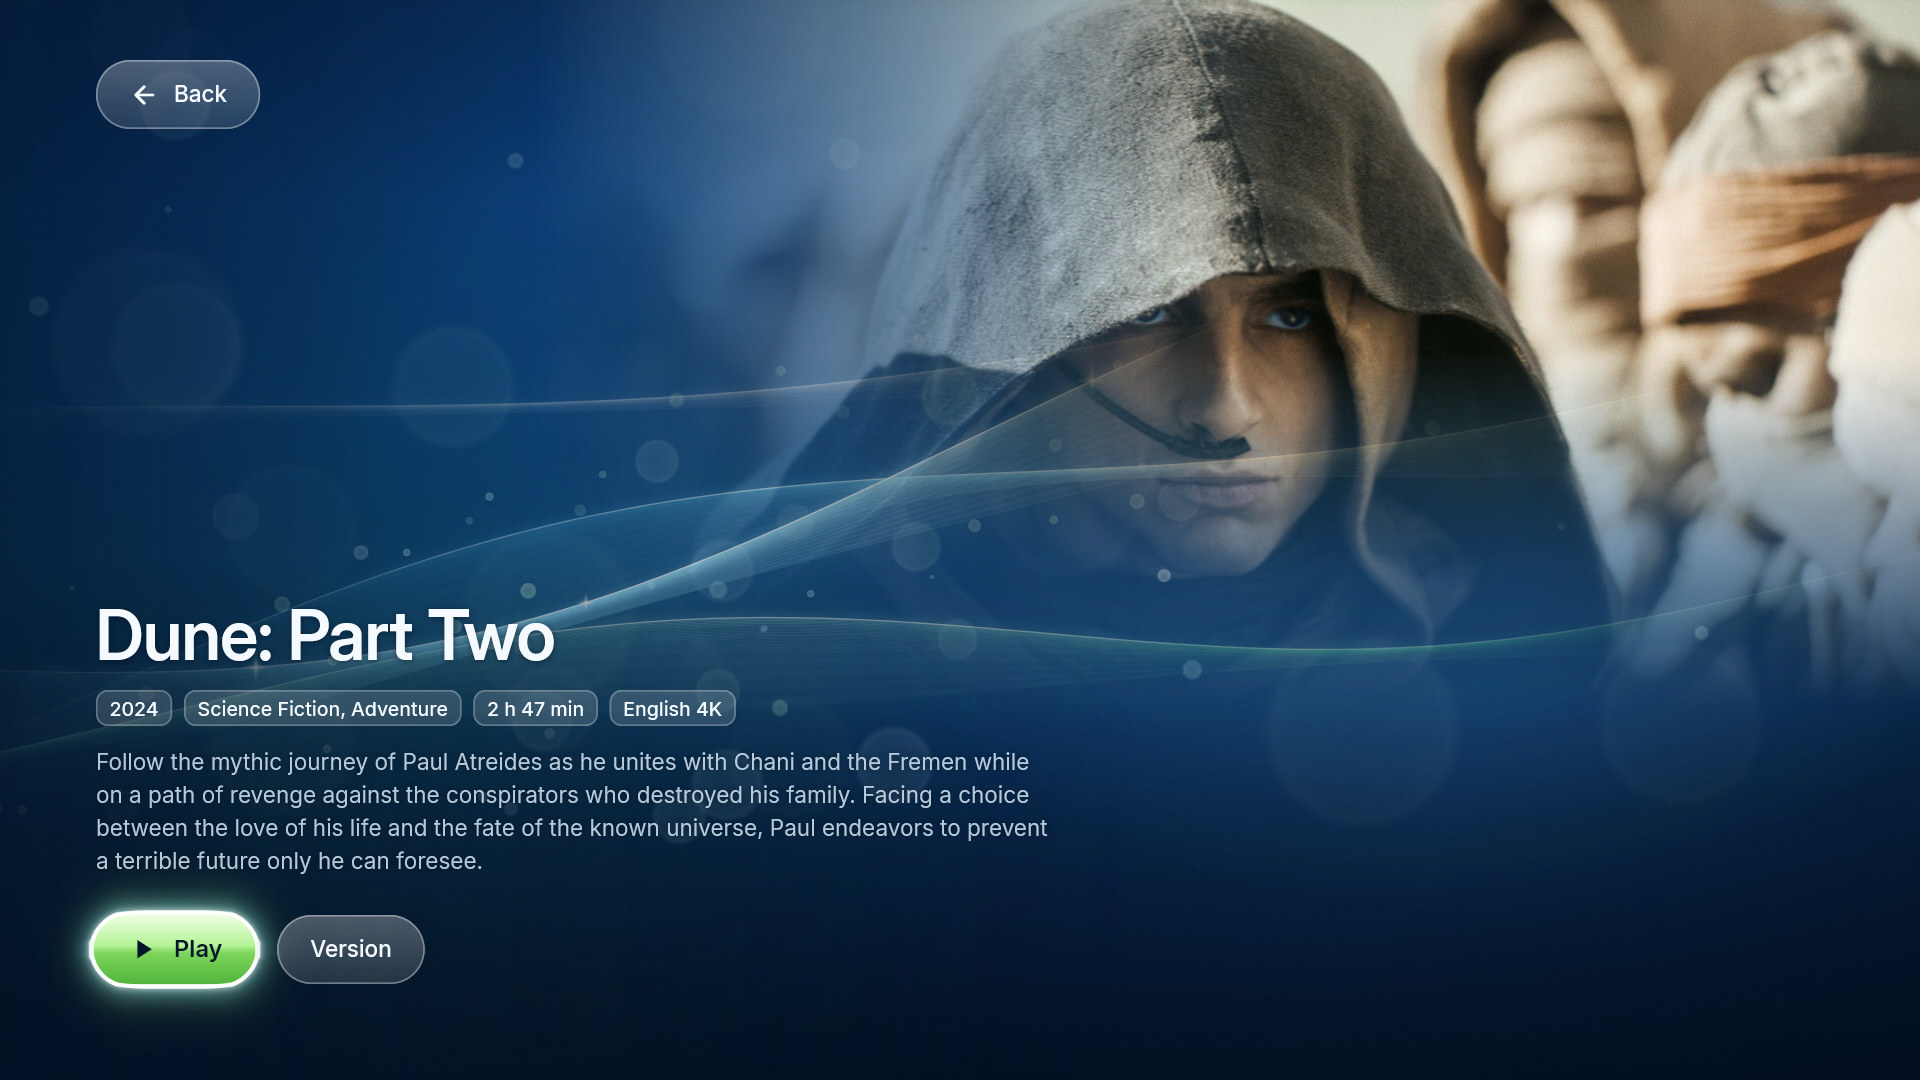 Back
Dune: Part Two
2024 Science Fiction, Adventure 2 h 47 min English 4K
Follow the mythic journey of Paul Atreides as he unites with Chani and the Fremen while
on a path of revenge against the conspirators who destroyed his family. Facing a choice
between the love of his life and the fate of the known universe, Paul endeavors to prevent
a terrible future only he can foresee.
Play Version